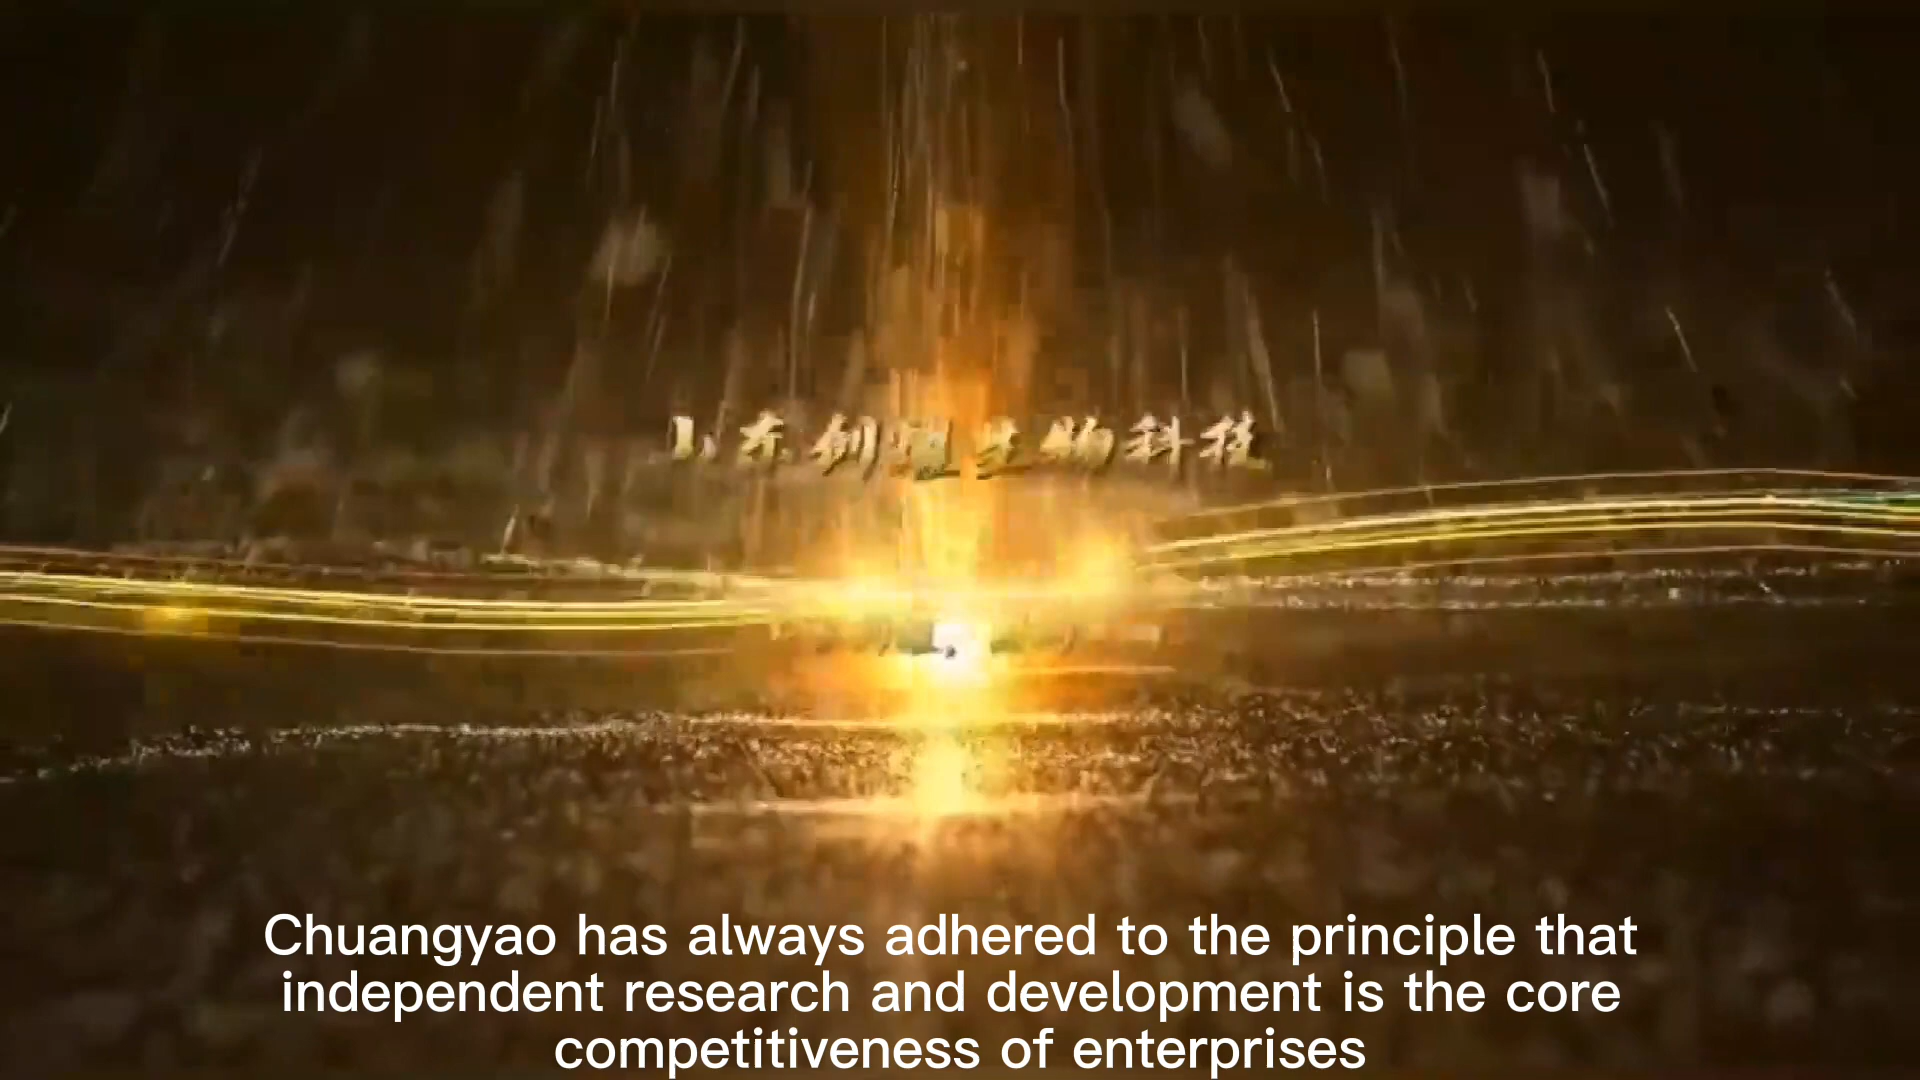 山东创耀生物科技
Chuangyao has always adhered to the principle that
independent research and development is the core
competitiveness of enterprises